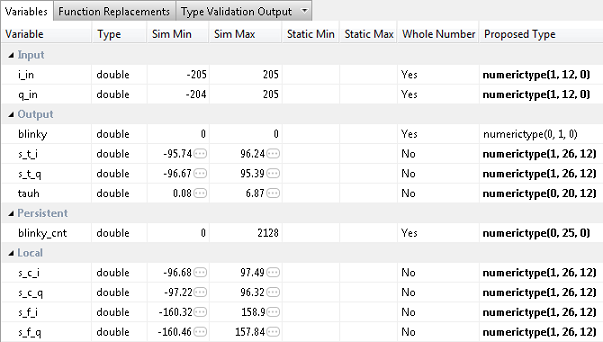 Variables Function Replacements Type Validation Output
Variable Type Sim Min Sim Max Static Min Static Max Whole Number Proposed Type
Input
i_in double -205 205 Yes numerictype(1, 12, 0)
q_in double -204 205 Yes numerictype(1, 12, 0)
Output
blinky double 0 0 Yes numerictype(0, 1, 0)
s_t_i double -95.74 96.24 No numerictype(1, 26, 12)
s_t_q double -96.67 95.39 No numerictype(1, 26, 12)
tauh double 0.08 6.87 No numerictype(0, 20, 12)
Persistent
blinky_cnt double 0 2128 Yes numerictype(0, 25, 0)
Local
s_c_i double -96.68 97.49 No numerictype(1, 26, 12)
s_c_q double -97.22 96.32 No numerictype(1, 26, 12)
s_f_i double -160.32 158.9 No numerictype(1, 26, 12)
s_f_q double -160.46 157.84 No numerictype(1, 26, 12)